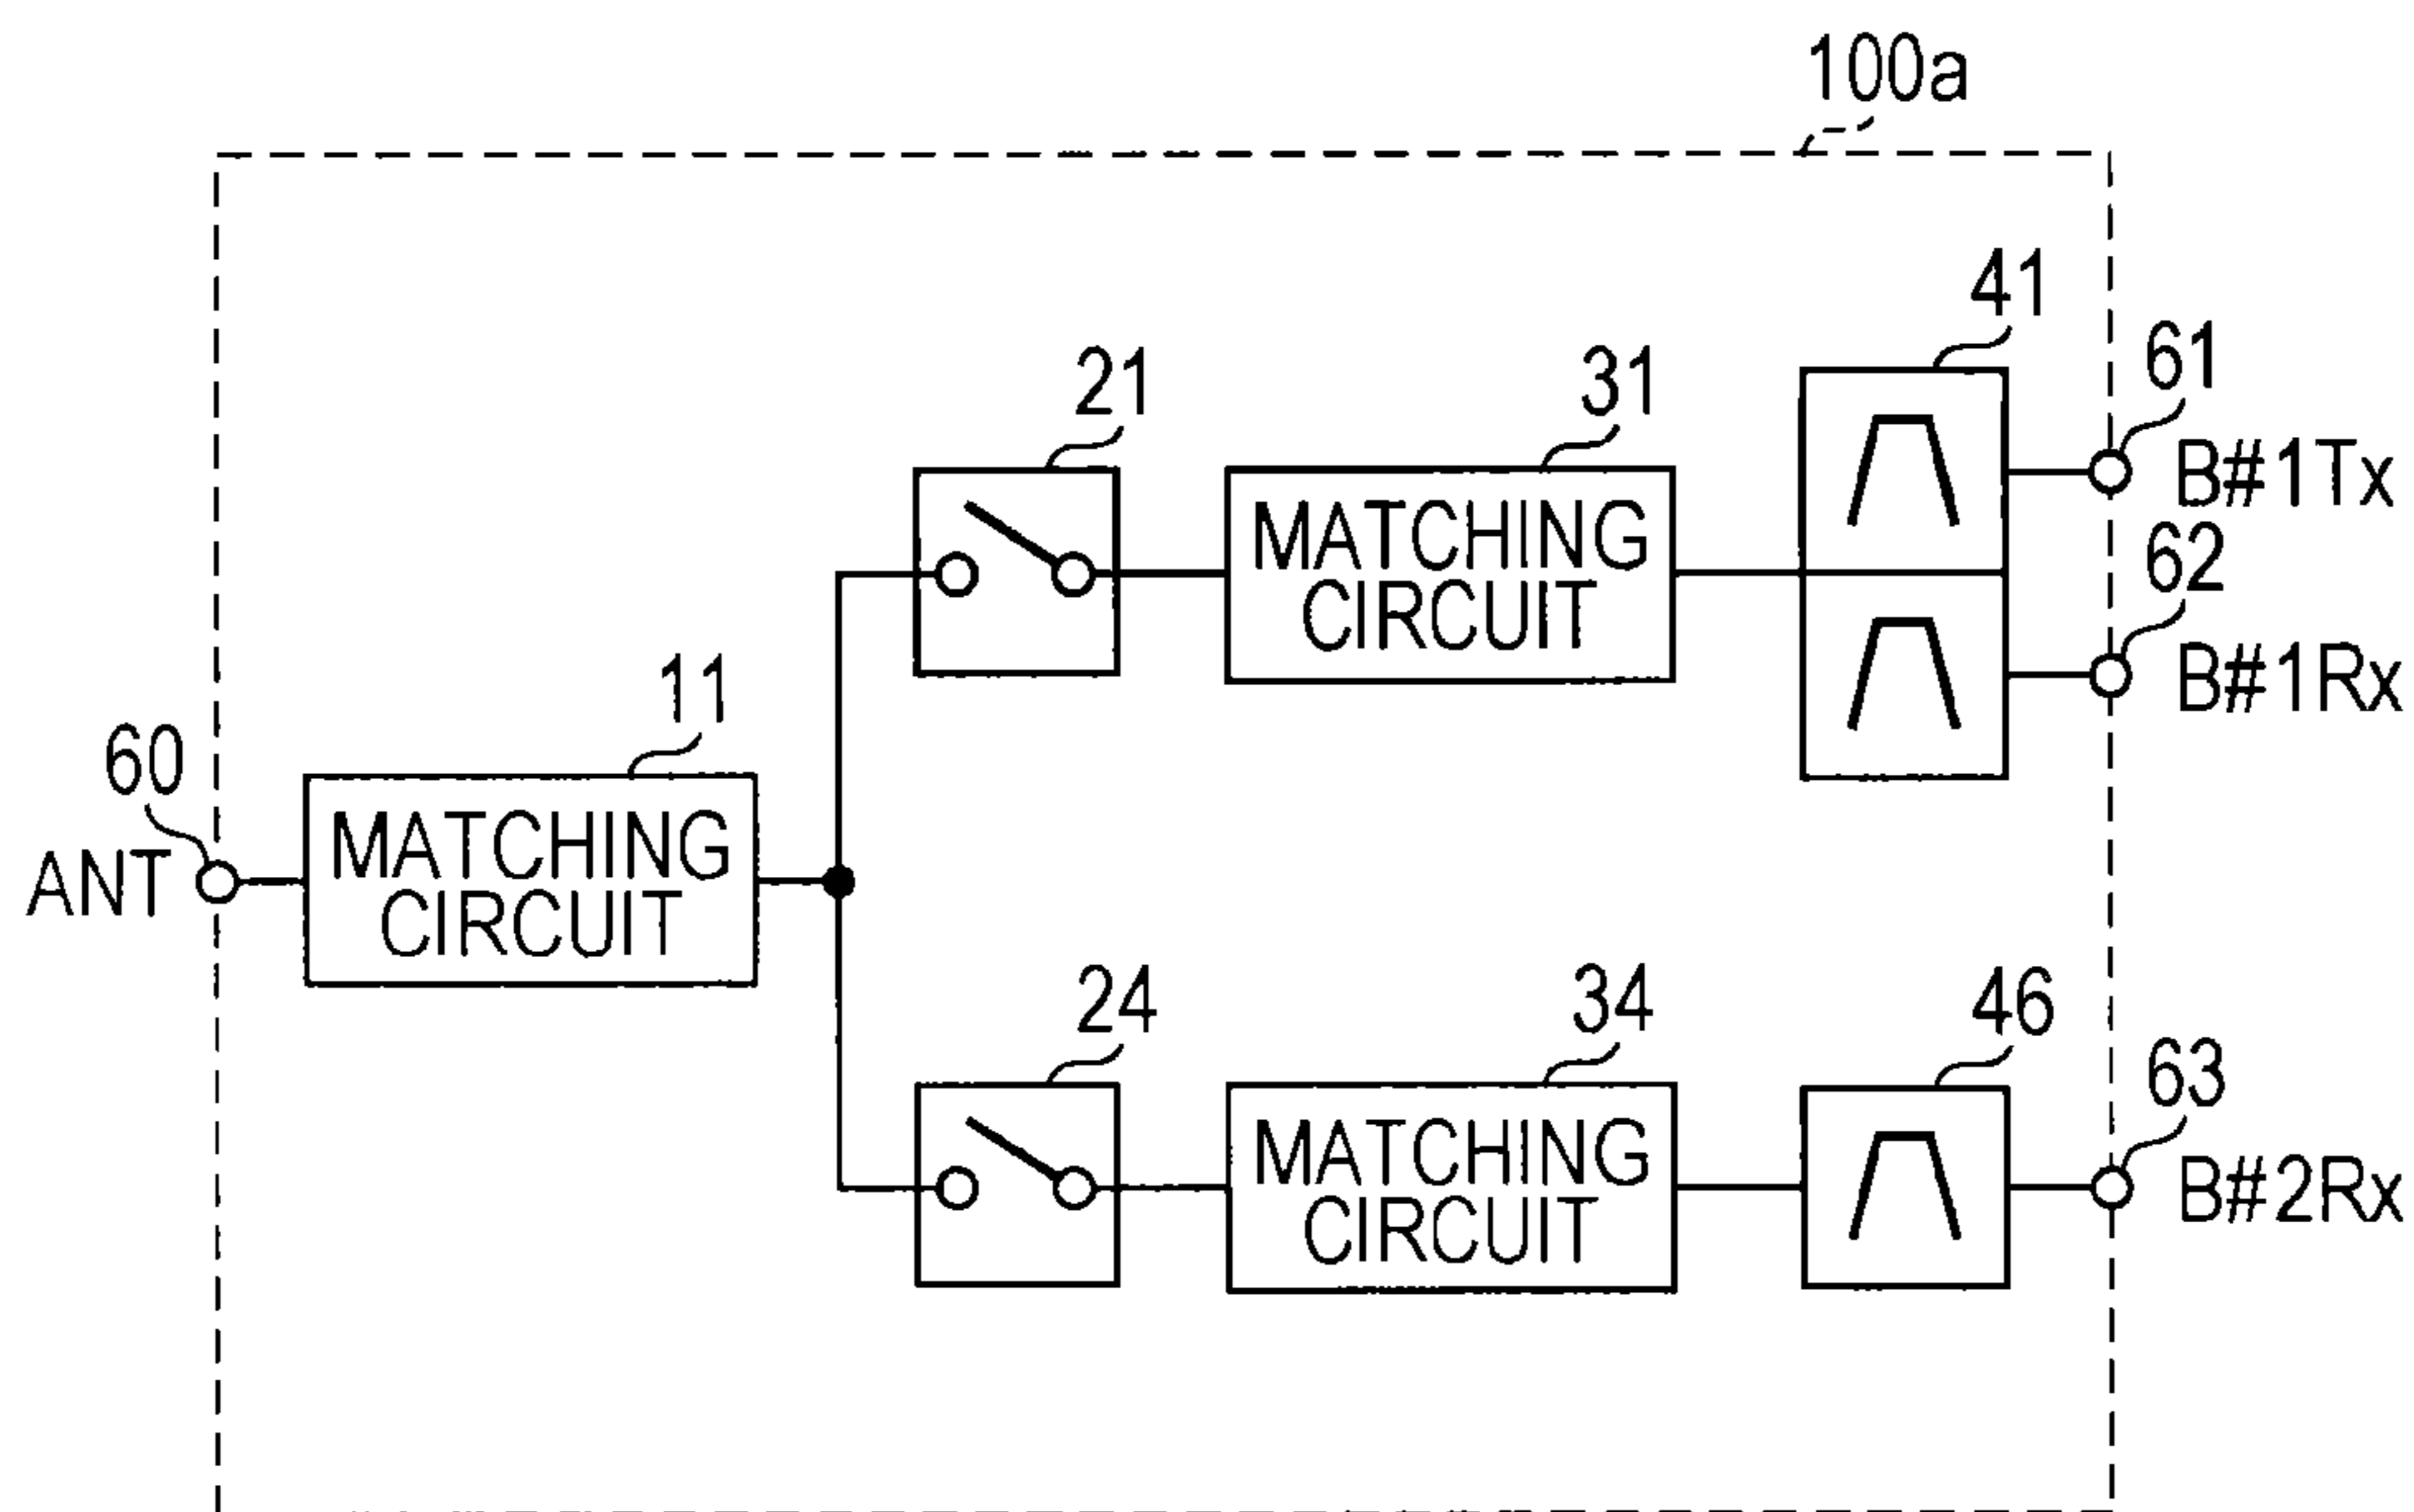 100a
41
61
B#1Tx
21
31
MATCHING
CIRCUIT
62
B#1Rx
11
60
ANT
MATCHING
CIRCUIT
24
34
46
63
MATCHING
CIRCUIT
B#2Rx